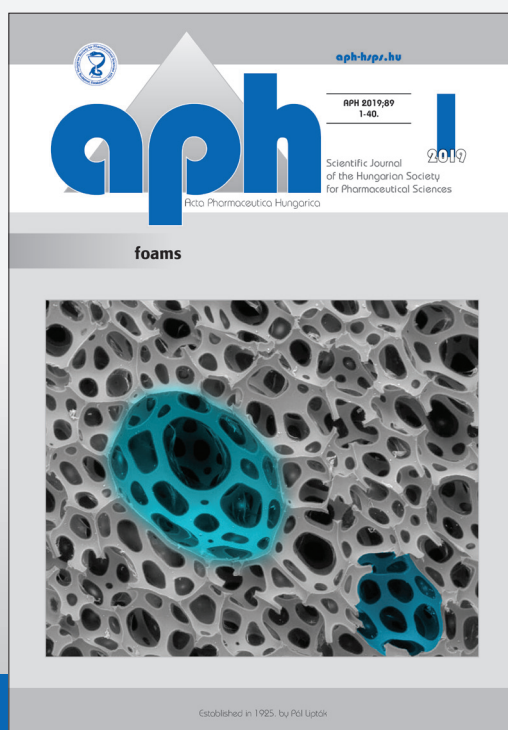 aph-hsps.hu
aph
APH 2019;89
1-40.
1
2019
Scientific Journal
of the Hungarian Society
for Pharmaceutical Sciences
Acta Pharmaceutica Hungarica
foams
Established in 1925. by Pól Lipták